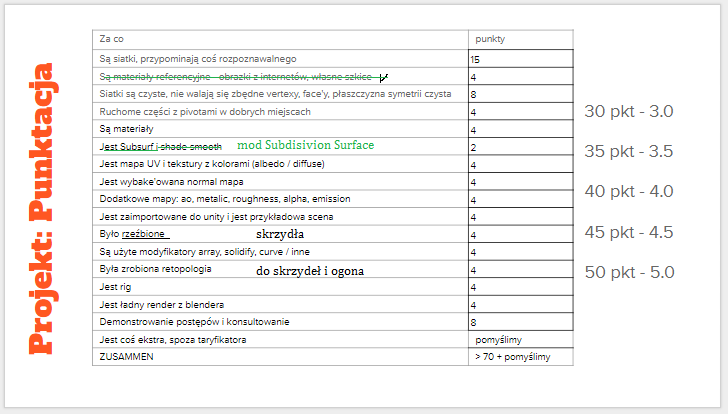 Projekt: Punktacja
Za co punkty
Są siatki, przypominają coś rozpoznawalnego 15
Są materiały referencyjne - obrazki z internetów, własne szkice 4
Siatki są czyste, nie walają się zbędne vertexy, face'y, płaszczyzna symetrii czysta 8
Ruchome części z pivotami w dobrych miejscach 4
Są materiały 4
Jest Subsurf i shade smooth mod Subdisivion Surface 2
Jest mapa UV i tekstury z kolorami (albedo / diffuse) 4
Jest wybake'owana normal mapa 4
Dodatkowe mapy: ao, metalic, roughness, alpha, emission 4
Jest zaimportowane do unity i jest przykładowa scena 4
Było rzeźbione skrzydła 4
Są użyte modyfikatory array, solidify, curve / inne 4
Była zrobiona retopologia do skrzydeł i ogona 4
Jest rig 4
Jest ładny render z blendera 4
Demonstrowanie postępów i konsultowanie 8
Jest coś ekstra, spoza taryfikatora pomyślimy
ZUSAMMEN > 70 + pomyślimy
30 pkt - 3.0
35 pkt - 3.5
40 pkt - 4.0
45 pkt - 4.5
50 pkt - 5.0